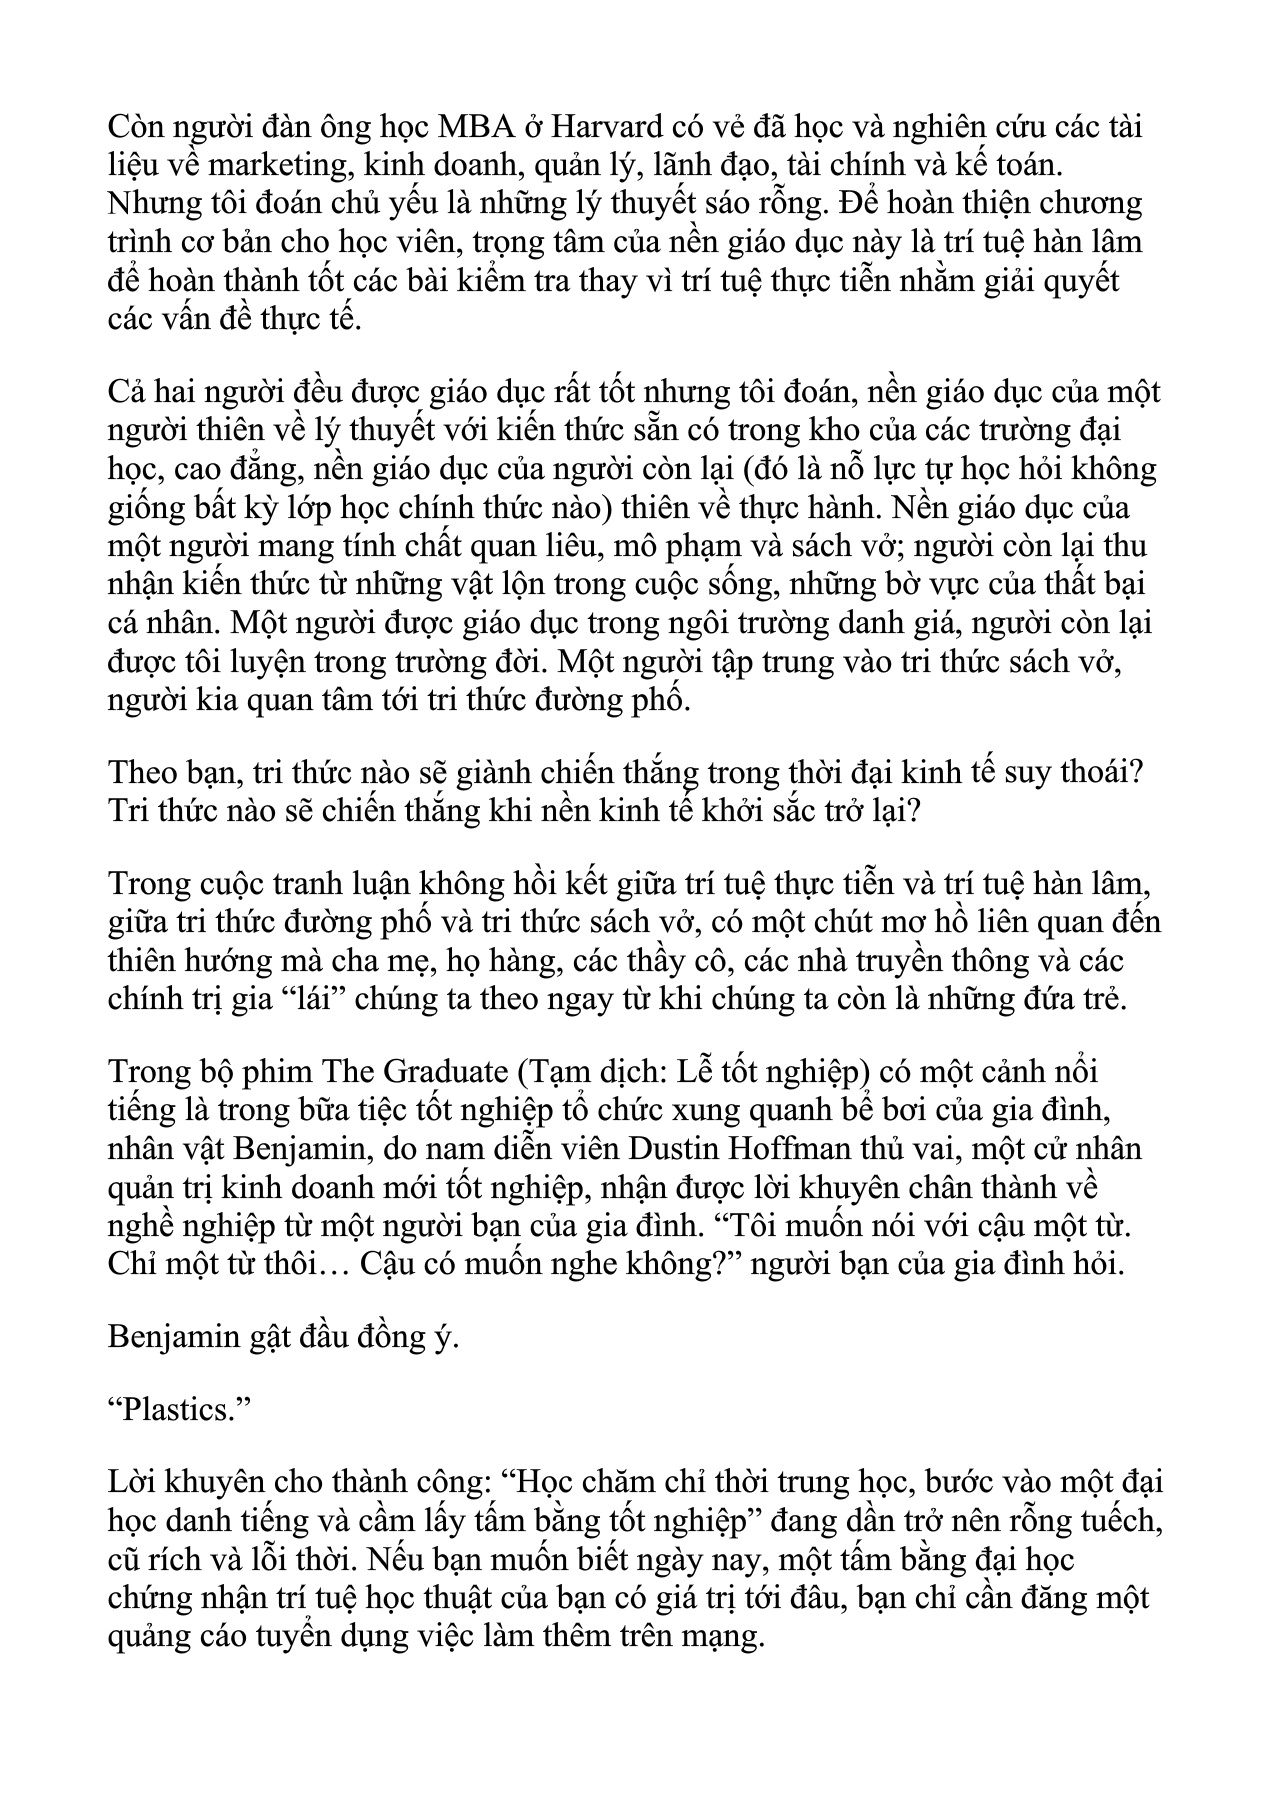 Còn người đàn ông học MBA ở Harvard có vẻ đã học và nghiên cứu các tài
liệu về marketing, kinh doanh, quản lý, lãnh đạo, tài chính và kế toán.
Nhưng tôi đoán chủ yếu là những lý thuyết sáo rỗng. Để hoàn thiện chương
trình cơ bản cho học viên, trọng tâm của nền giáo dục này là trí tuệ hàn lâm
để hoàn thành tốt các bài kiểm tra thay vì trí tuệ thực tiễn nhằm giải quyết
các vấn đề thực tế.
Cả hai người đều được giáo dục rất tốt nhưng tôi đoán, nền giáo dục của một
người thiên về lý thuyết với kiến thức sẵn có trong kho của các trường đại
học, cao đẳng, nền giáo dục của người còn lại (đó là nỗ lực tự học hỏi không
giống bất kỳ lớp học chính thức nào) thiên về thực hành. Nền giáo dục của
một người mang tính chất quan liêu, mô phạm và sách vở; người còn lại thu
nhận kiến thức từ những vật lộn trong cuộc sống, những bờ vực của thất bại
cá nhân. Một người được giáo dục trong ngôi trường danh giá, người còn lại
được tôi luyện trong trường đời. Một người tập trung vào tri thức sách vở,
người kia quan tâm tới tri thức đường phố.
Theo bạn, tri thức nào sẽ giành chiến thắng trong thời đại kinh tế suy thoái?
Tri thức nào sẽ chiến thắng khi nền kinh tế khởi sắc trở lại?
Trong cuộc tranh luận không hồi kết giữa trí tuệ thực tiễn và trí tuệ hàn lâm,
giữa tri thức đường phố và tri thức sách vở, có một chút mơ hồ liên quan đến
thiên hướng mà cha mẹ, họ hàng, các thầy cô, các nhà truyền thông và các
chính trị gia “lái” chúng ta theo ngay từ khi chúng ta còn là những đứa trẻ.
Trong bộ phim The Graduate (Tạm dịch: Lễ tốt nghiệp) có một cảnh nổi
tiếng là trong bữa tiệc tốt nghiệp tổ chức xung quanh bể bơi của gia đình,
nhân vật Benjamin, do nam diễn viên Dustin Hoffman thủ vai, một cử nhân
quản trị kinh doanh mới tốt nghiệp, nhận được lời khuyên chân thành về
nghề nghiệp từ một người bạn của gia đình. “Tôi muốn nói với cậu một từ.
Chỉ một từ thôi… Cậu có muốn nghe không?” người bạn của gia đình hỏi.
Benjamin gật đầu đồng ý.
“Plastics.”
Lời khuyên cho thành công: “Học chăm chỉ thời trung học, bước vào một đại
học danh tiếng và cầm lấy tấm bằng tốt nghiệp” đang dần trở nên rỗng tuếch,
cũ rích và lỗi thời. Nếu bạn muốn biết ngày nay, một tấm bằng đại học
chứng nhận trí tuệ học thuật của bạn có giá trị tới đâu, bạn chỉ cần đăng một
quảng cáo tuyển dụng việc làm thêm trên mạng.